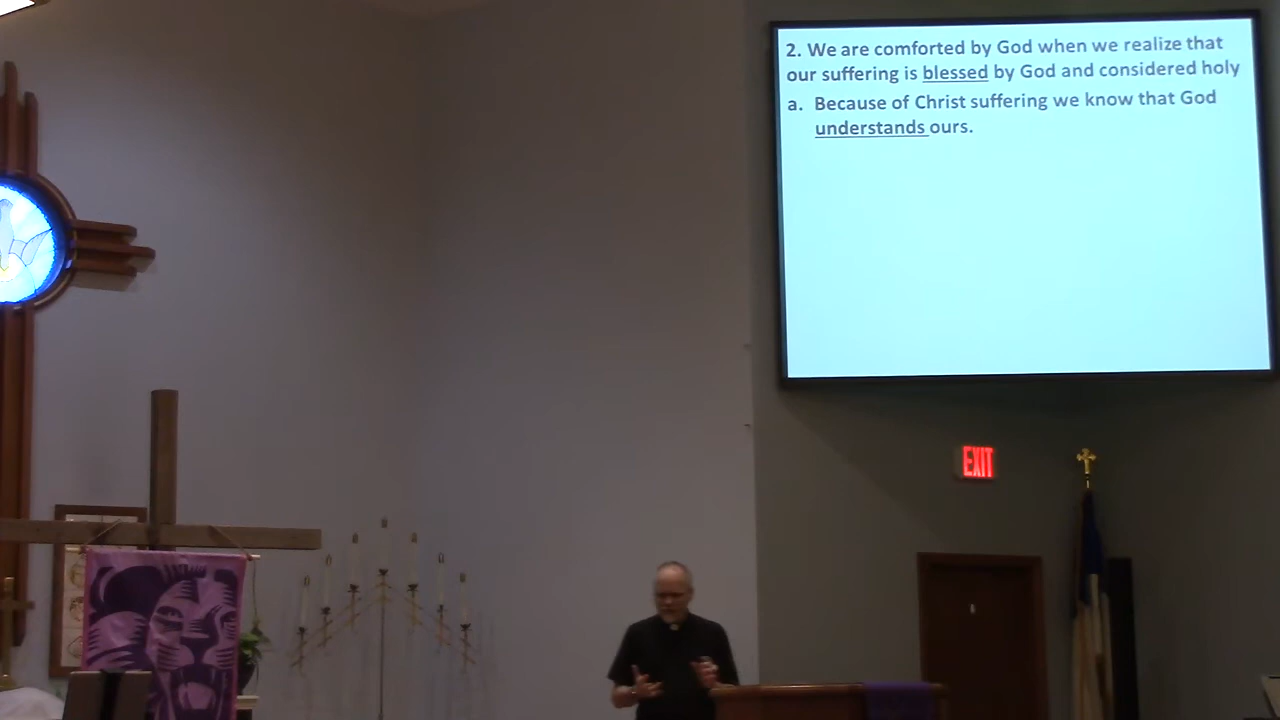 2. We are comforted by God when we realize that
our suffering is blessed by God and considered holy
a. Because of Christ suffering we know that God
understands ours.
EXIT